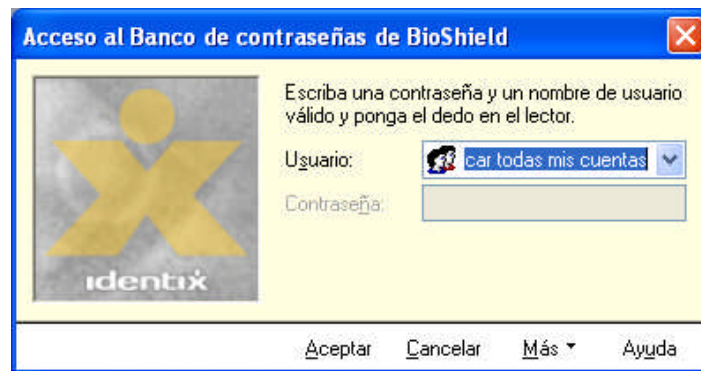 Acceso al Banco de contraseñas de BioShield
Escriba una contraseña y un nombre de usuario
válido y ponga el dedo en el lector.
Usuario: car todas mis cuentas
Contraseña:
identix
Aceptar Cancelar Más Ayuda